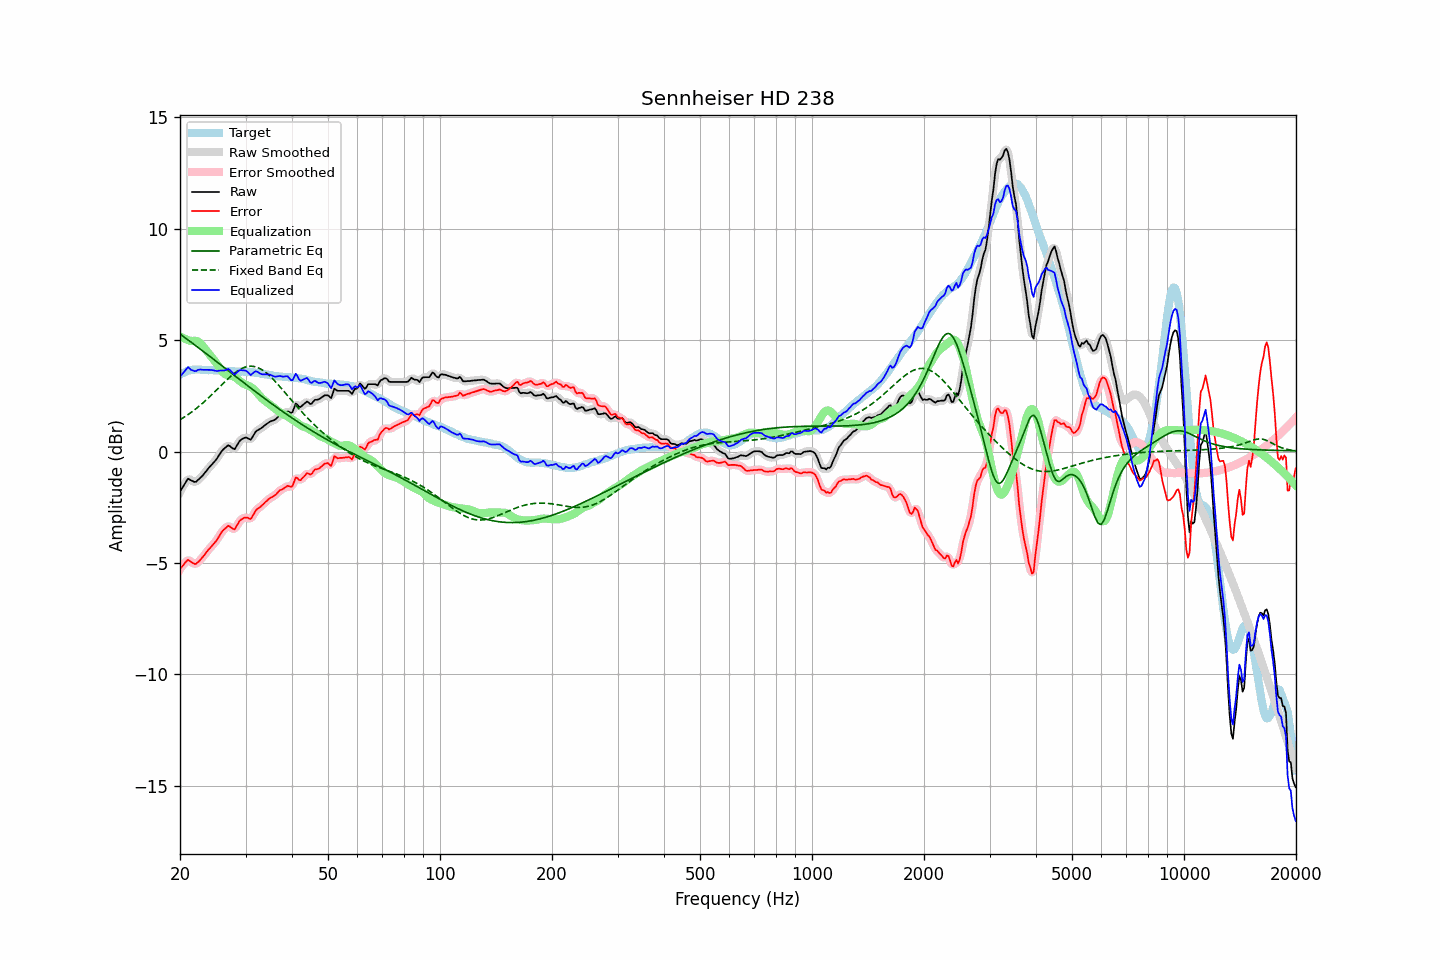 Sennheiser HD 238
15
10
5
0
−5
−10
−15
Amplitude (dBr)
Target
Raw Smoothed
Error Smoothed
Raw
Error
Equalization
Parametric Eq
Fixed Band Eq
Equalized
20 50 100 200 500 1000 2000 5000 10000 20000
Frequency (Hz)